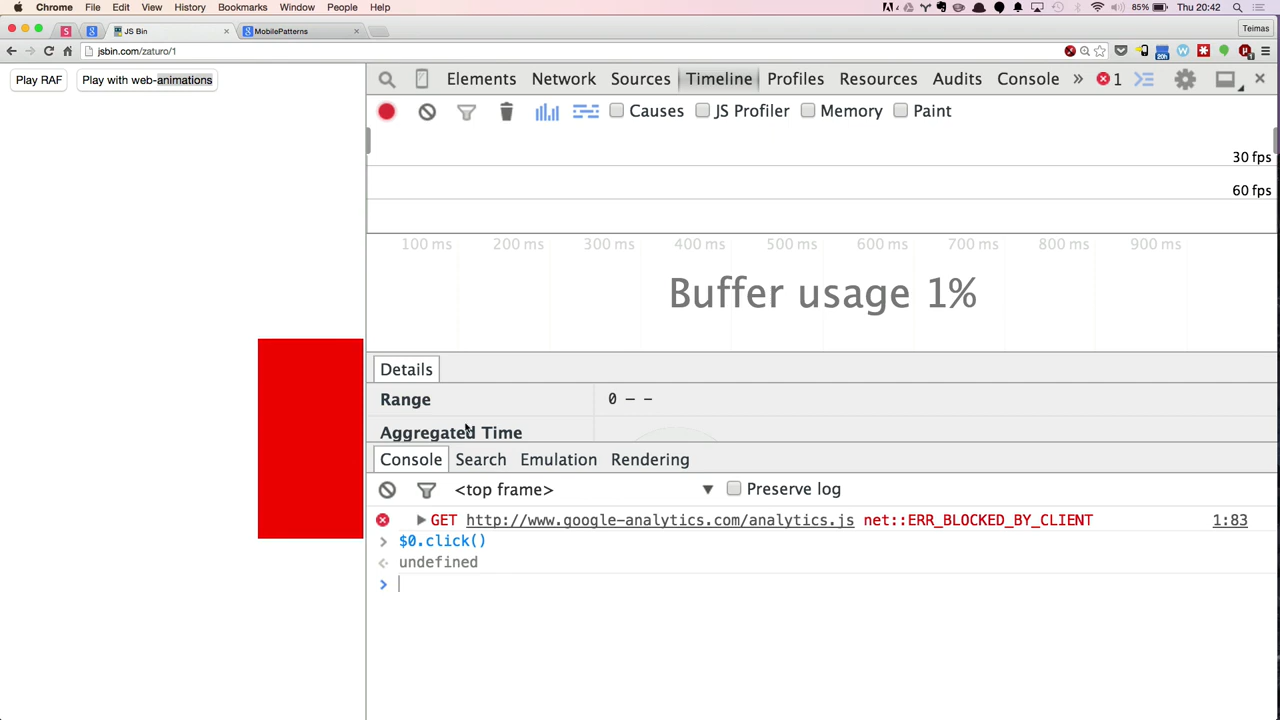 Chrome File Edit View History Bookmarks Window People Help 4 85% Thu 20:42
S JS Bin × MobilePatterns × Teimas
jsbin.com/zaturo/1
Play RAF Play with web-animations
Elements Network Sources Timeline Profiles Resources Audits Console » 1
Causes JS Profiler Memory Paint
30 fps
60 fps
100 ms 200 ms 300 ms 400 ms 500 ms 600 ms 700 ms 800 ms 900 ms
Buffer usage 1%
Details
Range 0 – –
Aggregated Time
Console Search Emulation Rendering
<top frame> ▼ Preserve log
▶ GET http://www.google-analytics.com/analytics.js net::ERR_BLOCKED_BY_CLIENT 1:83
> $0.click()
undefined
>